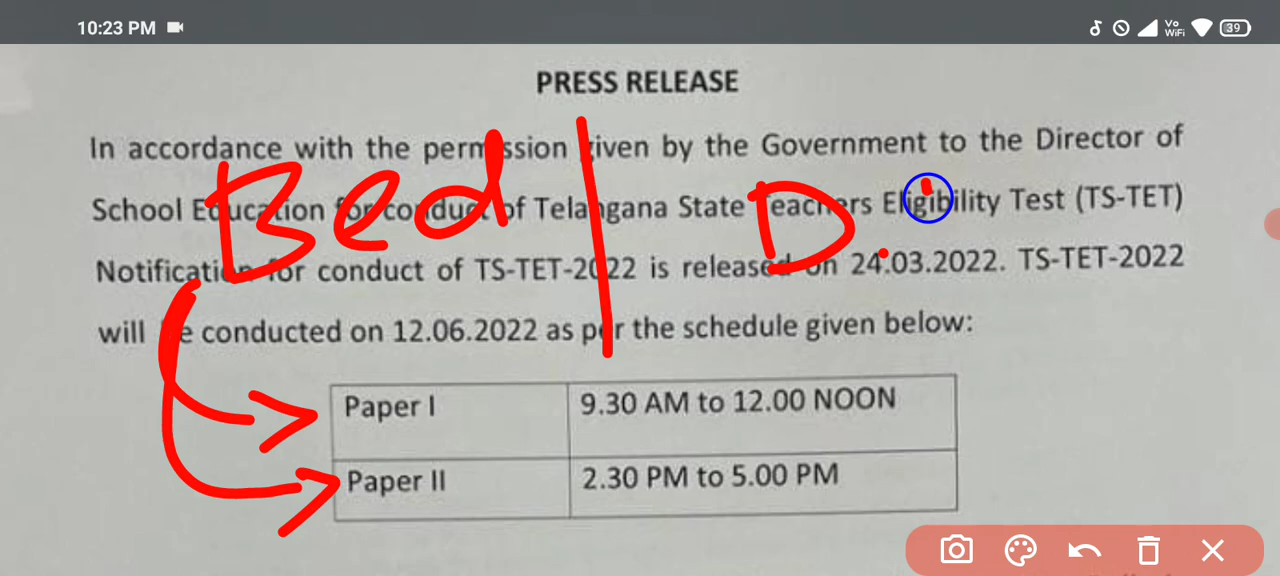 10:23 PM
Vo WiFi 39
PRESS RELEASE
In accordance with the permission given by the Government to the Director of
School Education for conduct of Telangana State Teachers Eligibility Test (TS-TET)
Notification for conduct of TS-TET-2022 is released on 24.03.2022. TS-TET-2022
will be conducted on 12.06.2022 as per the schedule given below:
Bed | D
Paper I 9.30 AM to 12.00 NOON
Paper II 2.30 PM to 5.00 PM